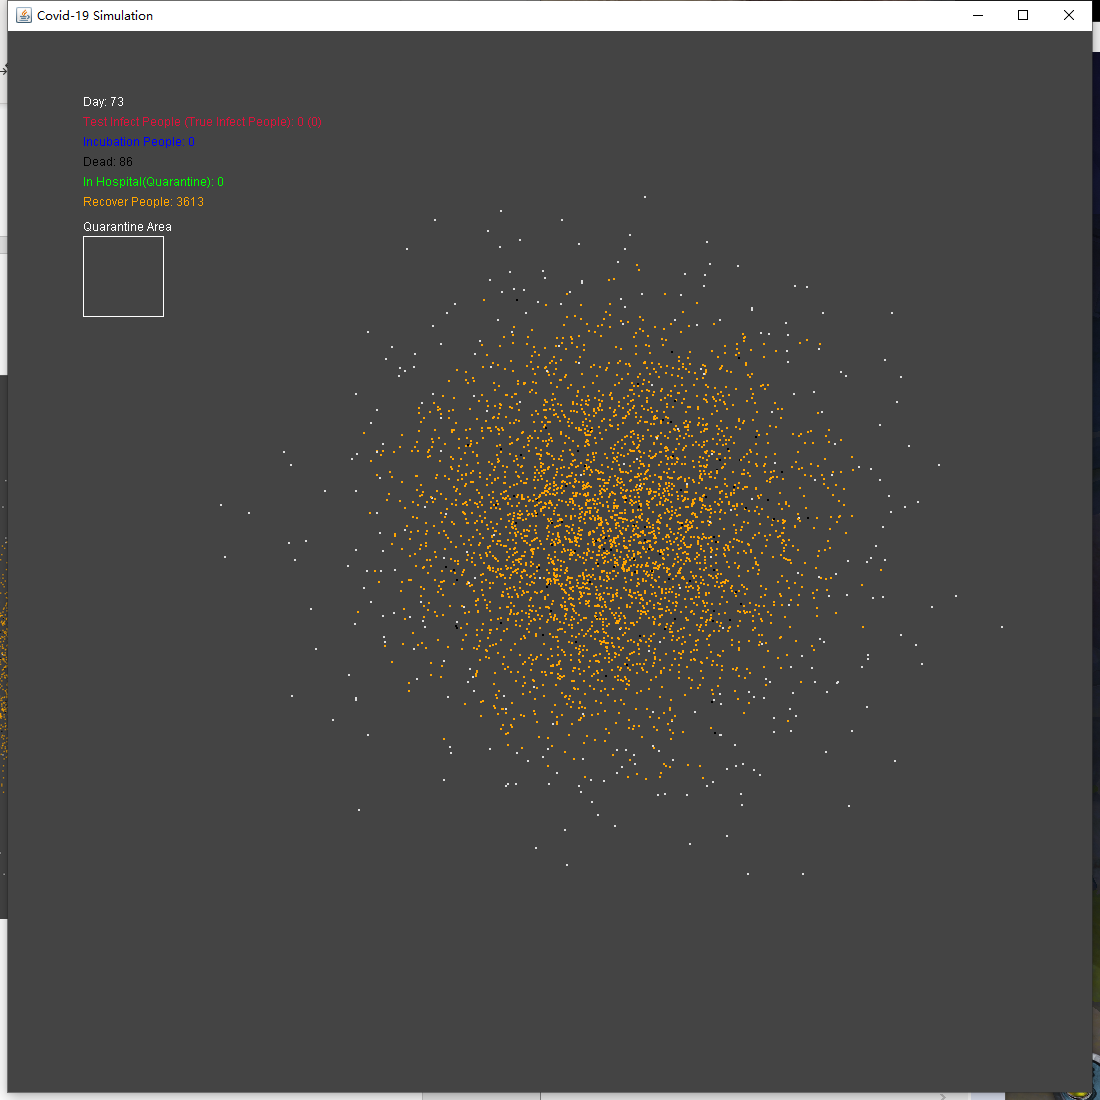 Covid-19 Simulation
Day: 73
Test Infect People (True Infect People): 0 (0)
Incubation People: 0
Dead: 86
In Hospital(Quarantine): 0
Recover People: 3613
Quarantine Area